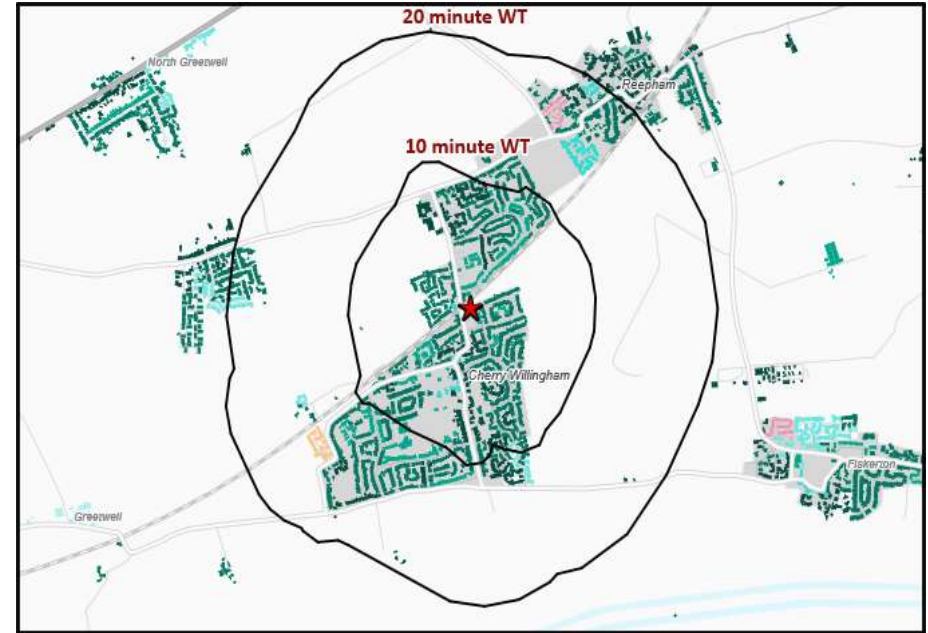 20 minute WT
North Greetwell
Reepham
10 minute WT
Cherry Willingham
Fiskerton
Greetwell